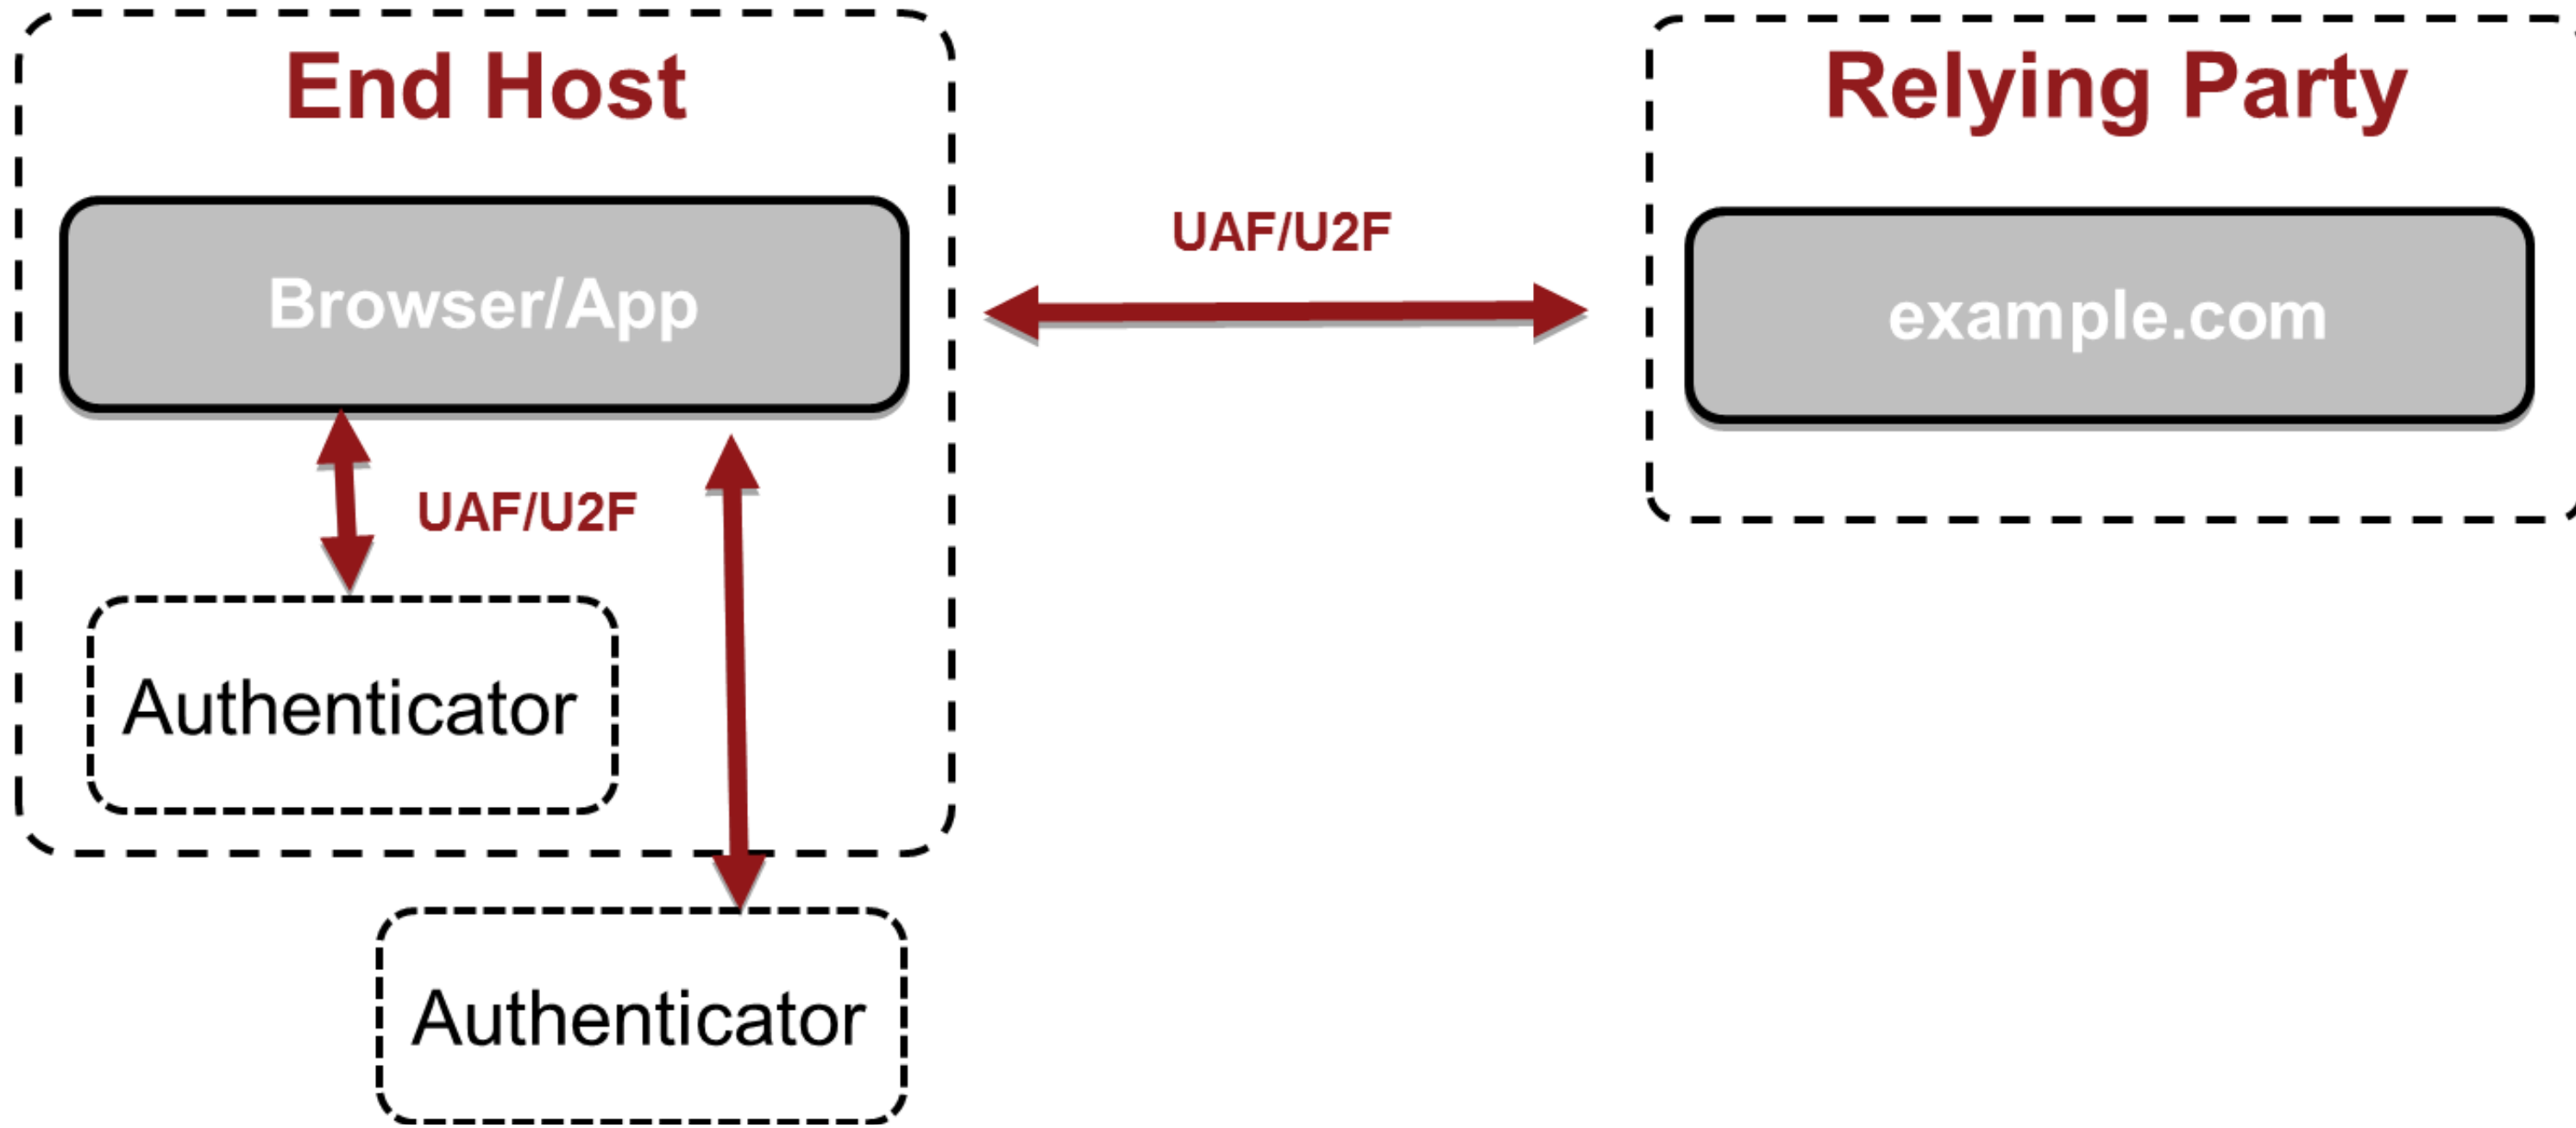 End Host
Relying Party
UAF/U2F
Browser/App
example.com
UAF/U2F
Authenticator
Authenticator